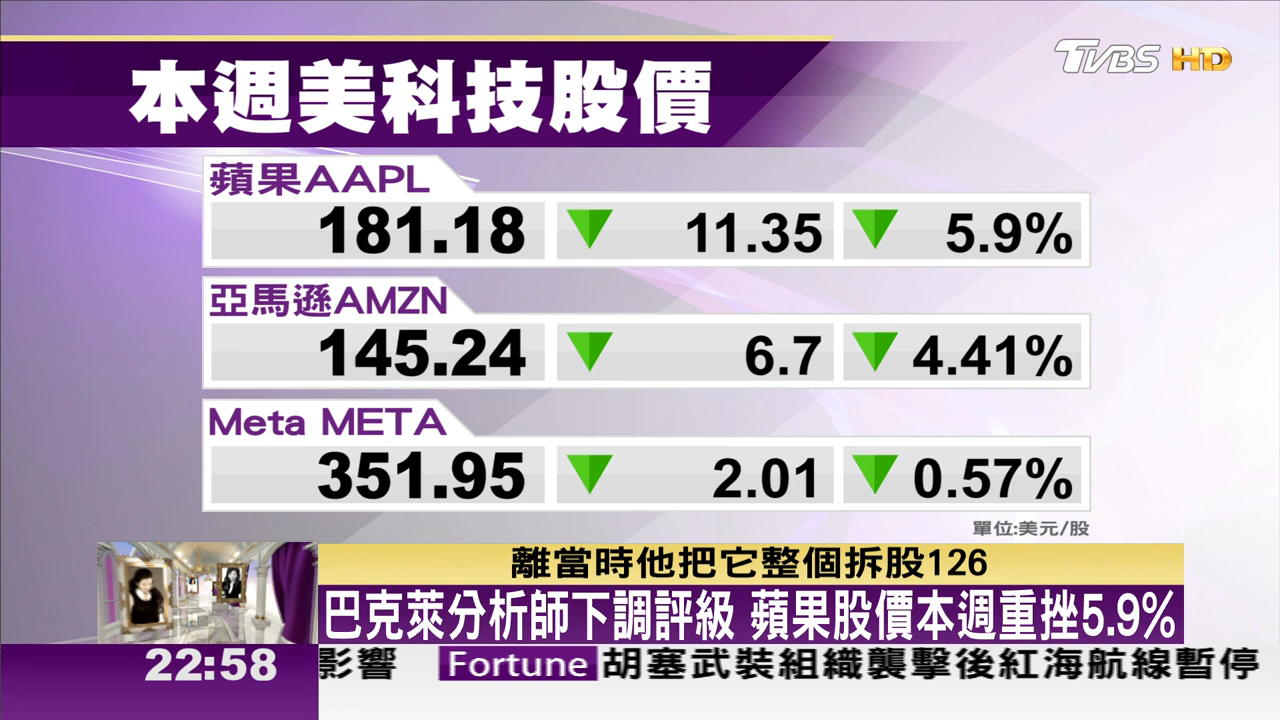 TVBS HD
本週美科技股價
蘋果AAPL
181.18 ▼ 11.35 ▼ 5.9%
亞馬遜AMZN
145.24 ▼ 6.7 ▼ 4.41%
Meta META
351.95 ▼ 2.01 ▼ 0.57%
單位:美元/股
離當時他把它整個拆股126
巴克萊分析師下調評級 蘋果股價本週重挫5.9%
22:58 影響 Fortune 胡塞武裝組織襲擊後紅海航線暫停